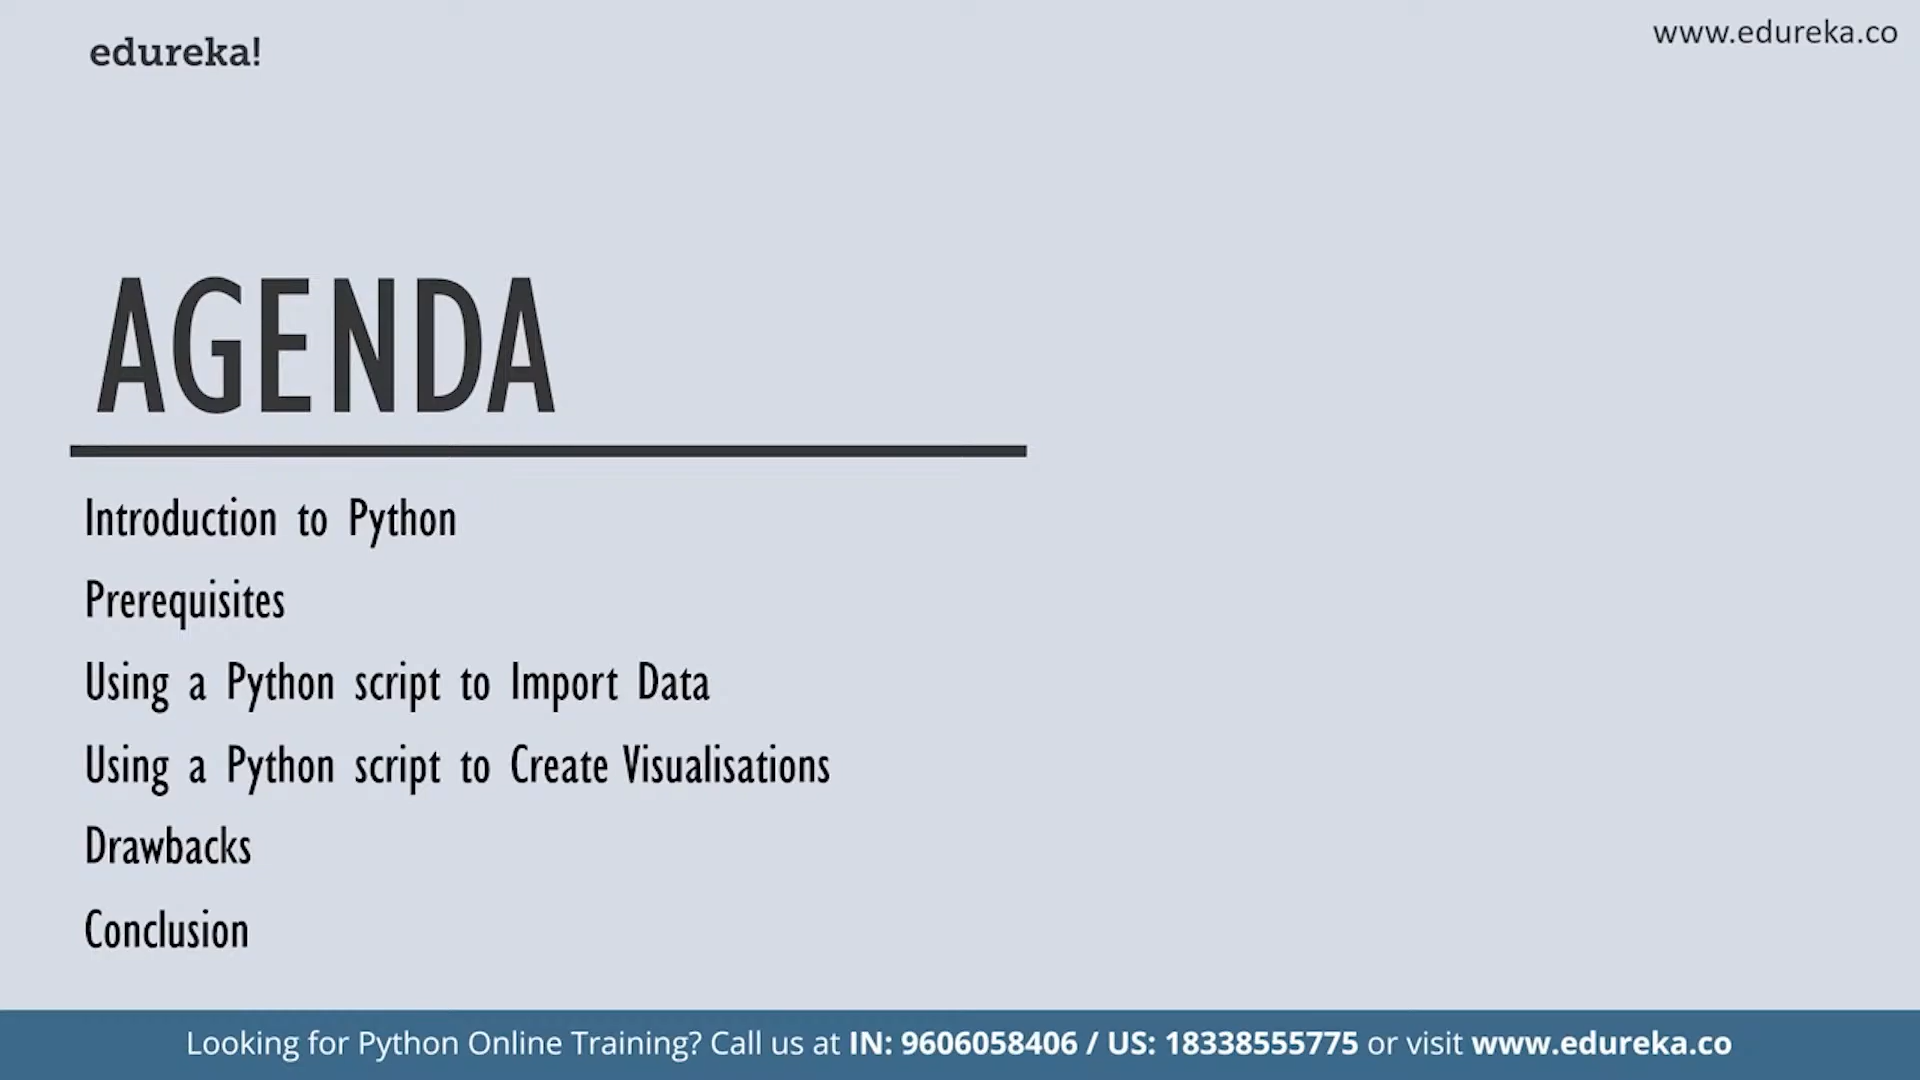 edureka!
www.edureka.co
AGENDA
Introduction to Python
Prerequisites
Using a Python script to Import Data
Using a Python script to Create Visualisations
Drawbacks
Conclusion
Looking for Python Online Training? Call us at IN: 9606058406 / US: 18338555775 or visit www.edureka.co